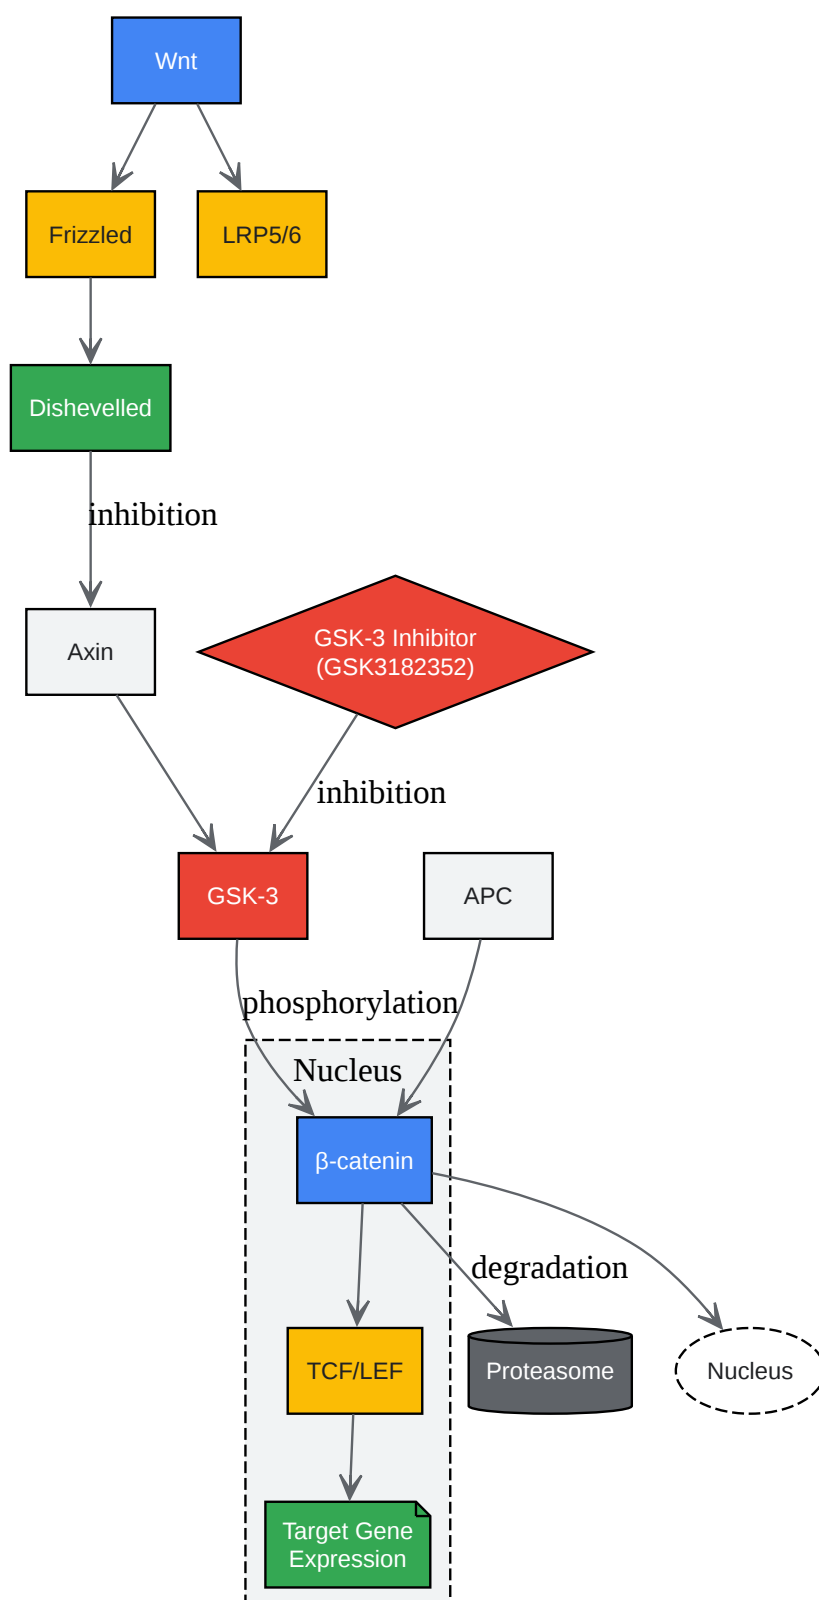 Wnt
Frizzled
LRP5/6
Dishevelled
inhibition
Axin
GSK-3 Inhibitor
(GSK3182352)
inhibition
GSK-3
APC
phosphorylation
Nucleus
β-catenin
degradation
TCF/LEF
Proteasome
Nucleus
Target Gene
Expression